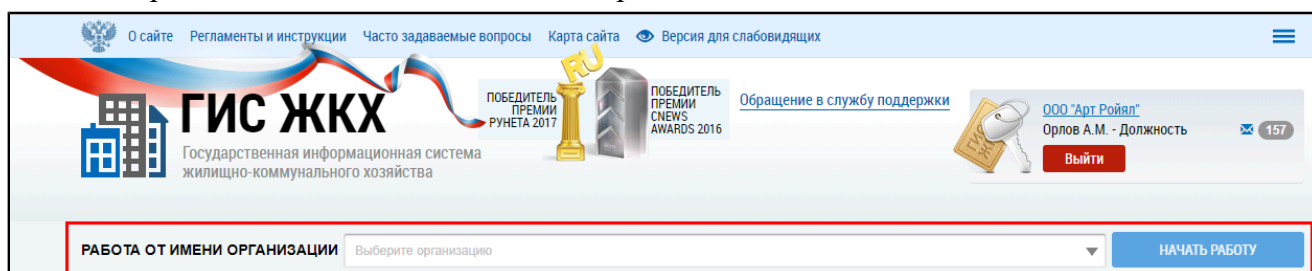 О сайте Регламенты и инструкции Часто задаваемые вопросы Карта сайта Версия для слабовидящих
ГИС ЖКХ
Государственная информационная система
жилищно-коммунального хозяйства
ПОБЕДИТЕЛЬ
ПРЕМИИ
РУНЕТА 2017
RU
ПОБЕДИТЕЛЬ
ПРЕМИИ
CNEWS
AWARDS 2016
Обращение в службу поддержки
ГИС
ЖК
ООО "Арт Ройял"
Орлов А.М. - Должность
157
Выйти
РАБОТА ОТ ИМЕНИ ОРГАНИЗАЦИИ Выберите организацию НАЧАТЬ РАБОТУ